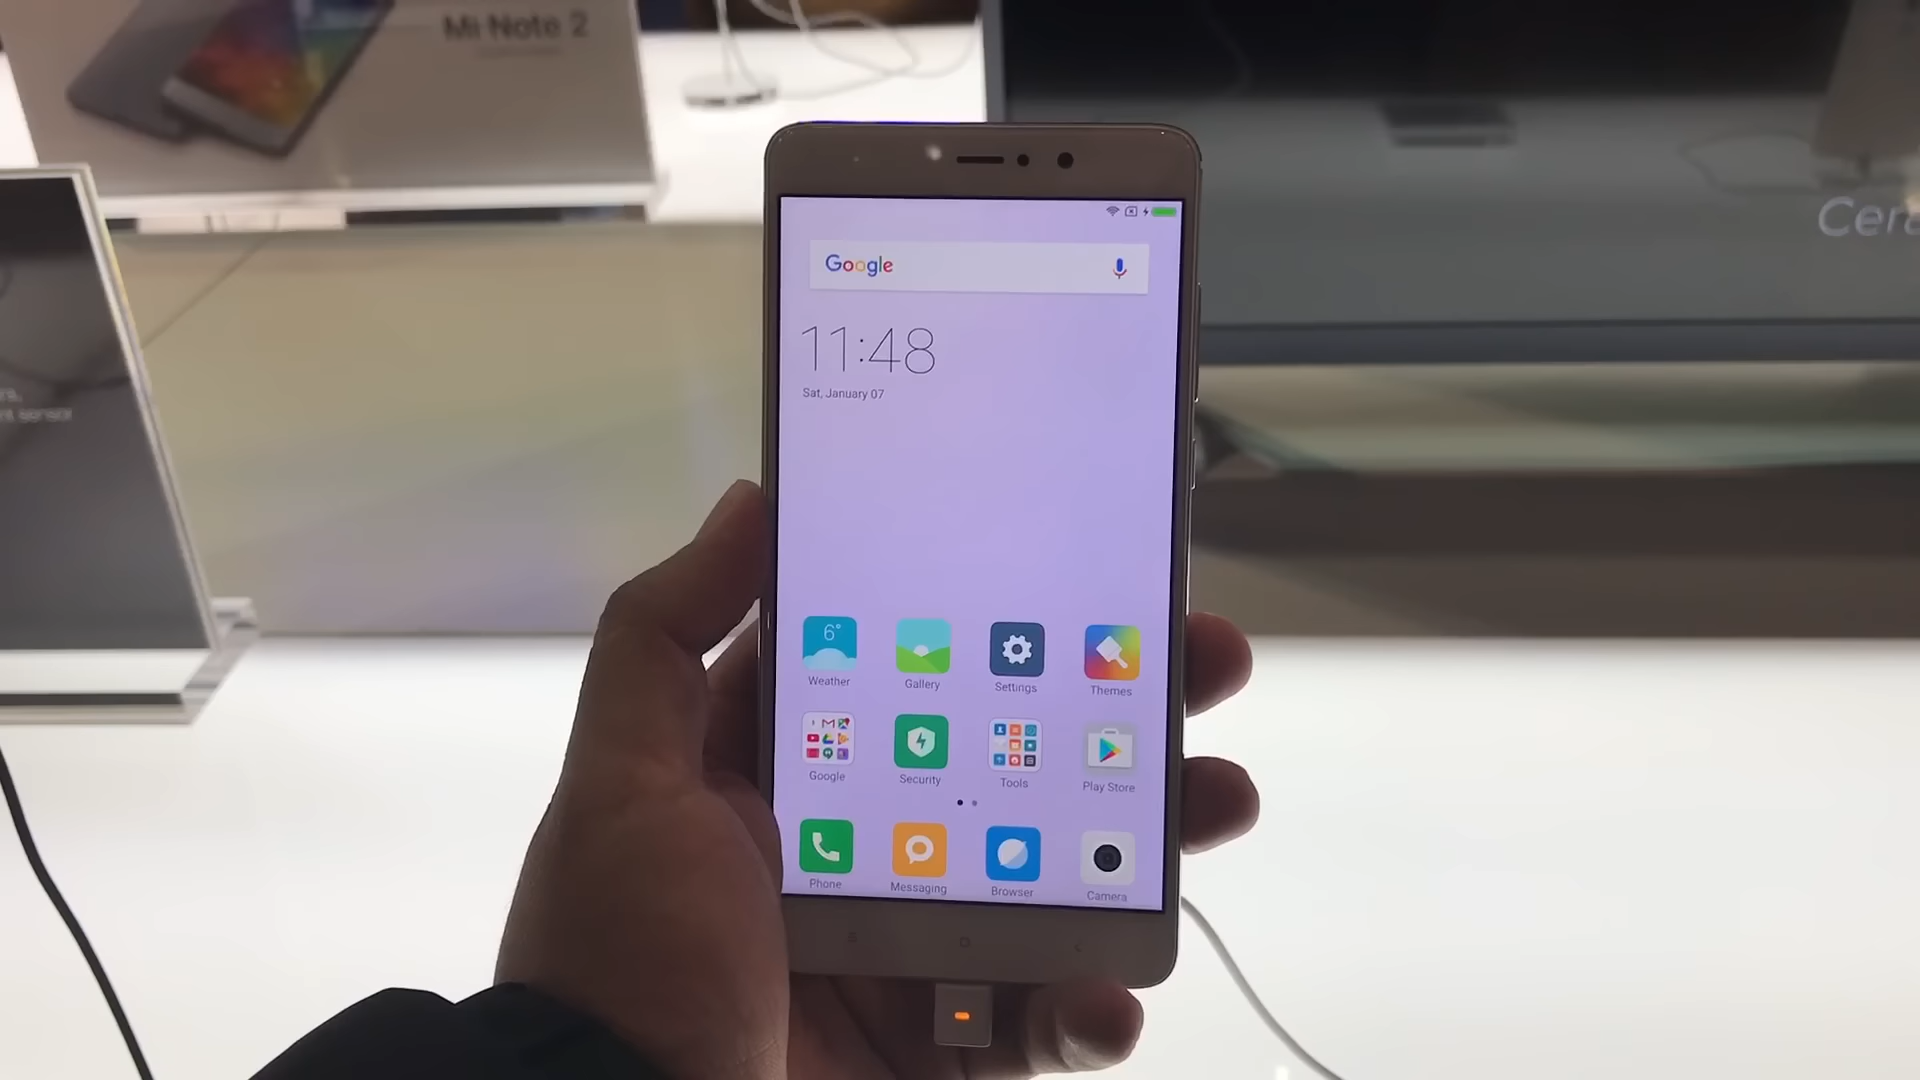 Mi Note 2
Google
11:48
Sat, January 07
6°
Weather
Gallery
Settings
Themes
Google
Security
Tools
Play Store
Phone
Messaging
Browser
Camera
sensor